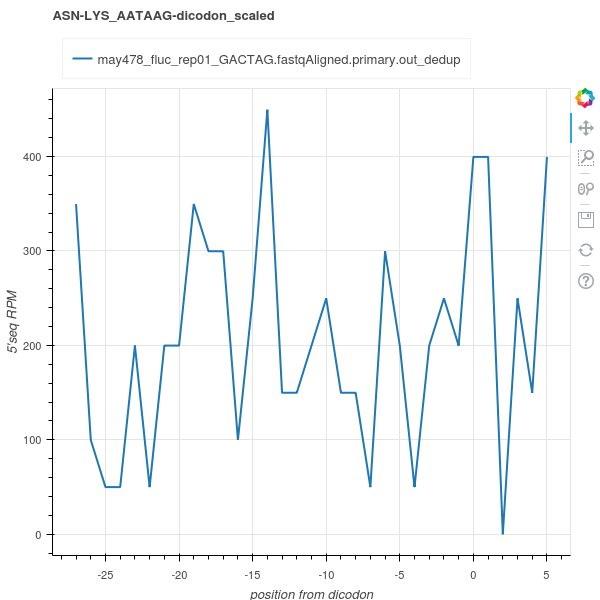 ASN-LYS_AATAAG-dicodon_scaled
may478_fluc_rep01_GACTAG.fastqAligned.primary.out_dedup
400
300
200
100
0
5'seq RPM
-25 -20 -15 -10 -5 0 5
position from dicodon